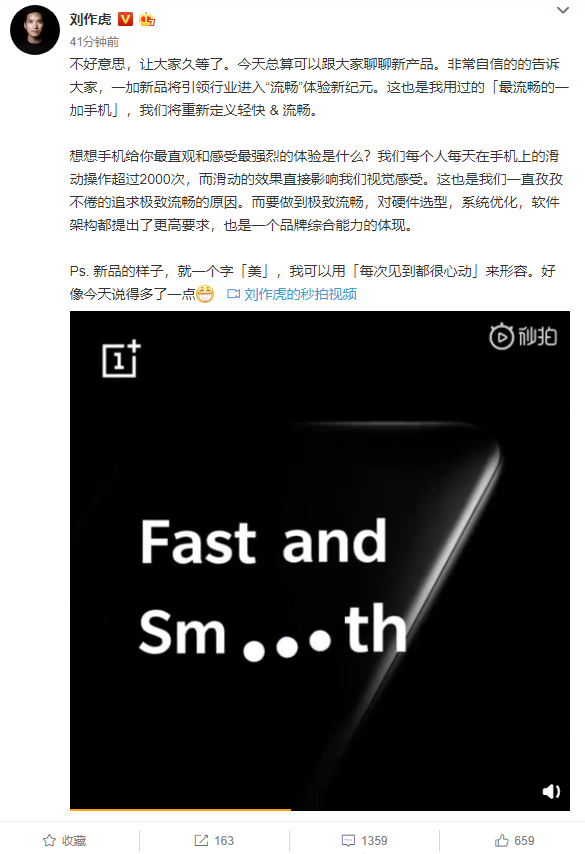 刘作虎
41分钟前
不好意思，让大家久等了。今天总算可以跟大家聊聊新产品。非常自信的的告诉
大家，一加新品将引领行业进入“流畅”体验新纪元。这也是我用过的「最流畅的一
加手机」，我们将重新定义轻快 & 流畅。
想想手机给你最直观和感受最强烈的体验是什么？我们每个人每天在手机上的滑
动操作超过2000次，而滑动的效果直接影响我们视觉感受。这也是我们一直孜孜
不倦的追求极致流畅的原因。而要做到极致流畅，对硬件选型，系统优化，软件
架构都提出了更高要求，也是一个品牌综合能力的体现。
Ps. 新品的样子，就一个字「美」，我可以用「每次见到都很心动」来形容。好
像今天说得多了一点 刘作虎的秒拍视频
1+
秒拍
Fast and
Sm...th
收藏 163 1359 659